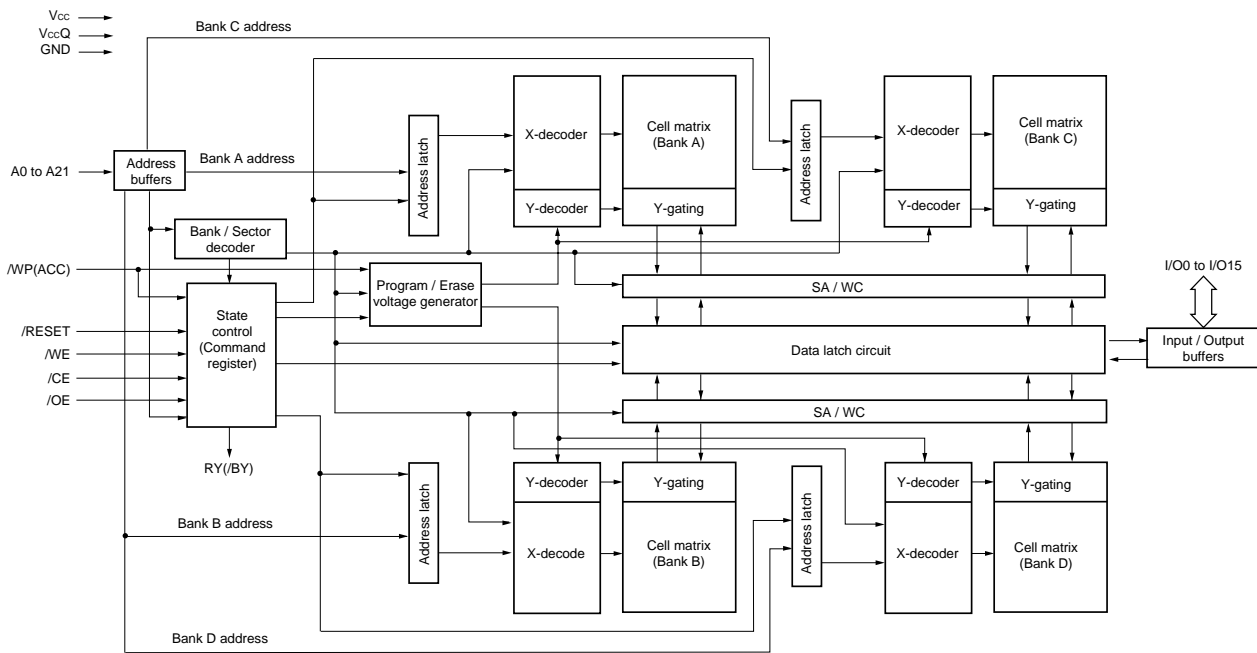 Vcc
VccQ
GND
Bank C address
A0 to A21
Address
buffers
Bank A address
Address latch
X-decoder
Y-decoder
Cell matrix
(Bank A)
Y-gating
Address latch
X-decoder
Y-decoder
Cell matrix
(Bank C)
Y-gating
Bank / Sector
decoder
/WP(ACC)
Program / Erase
voltage generator
SA / WC
I/O0 to I/O15
/RESET
/WE
/CE
/OE
State
control
(Command
register)
Data latch circuit
Input / Output
buffers
SA / WC
RY(/BY)
Bank B address
Address latch
Y-decoder
X-decode
Y-gating
Cell matrix
(Bank B)
Address latch
Y-decoder
X-decoder
Y-gating
Cell matrix
(Bank D)
Bank D address